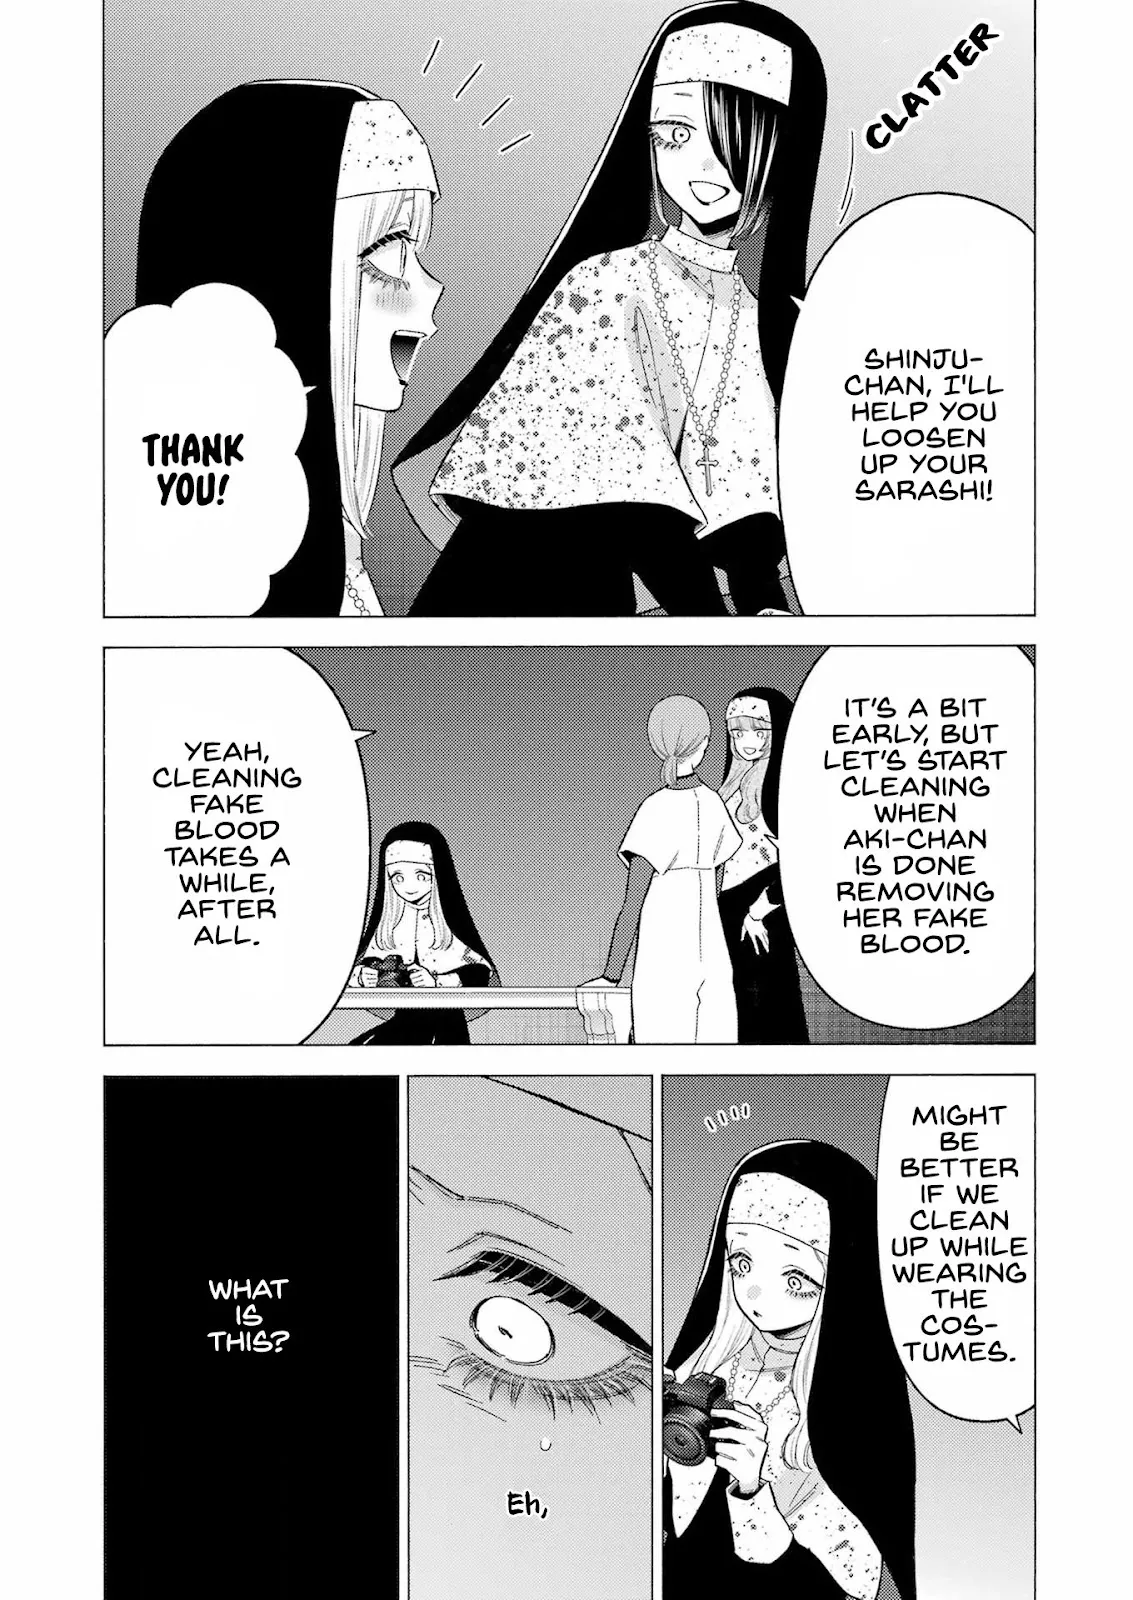 CLATTER
SHINJU-
CHAN, I'LL
HELP YOU
LOOSEN
UP YOUR
SARASHI!
THANK
YOU!
IT'S A BIT
EARLY, BUT
LET'S START
CLEANING
WHEN
AKI-CHAN
IS DONE
REMOVING
HER FAKE
BLOOD.
YEAH,
CLEANING
FAKE
BLOOD
TAKES A
WHILE,
AFTER
ALL.
MIGHT
BE
BETTER
IF WE
CLEAN
UP WHILE
WEARING
THE
COS-
TUMES.
Eh,
WHAT
IS
THIS?